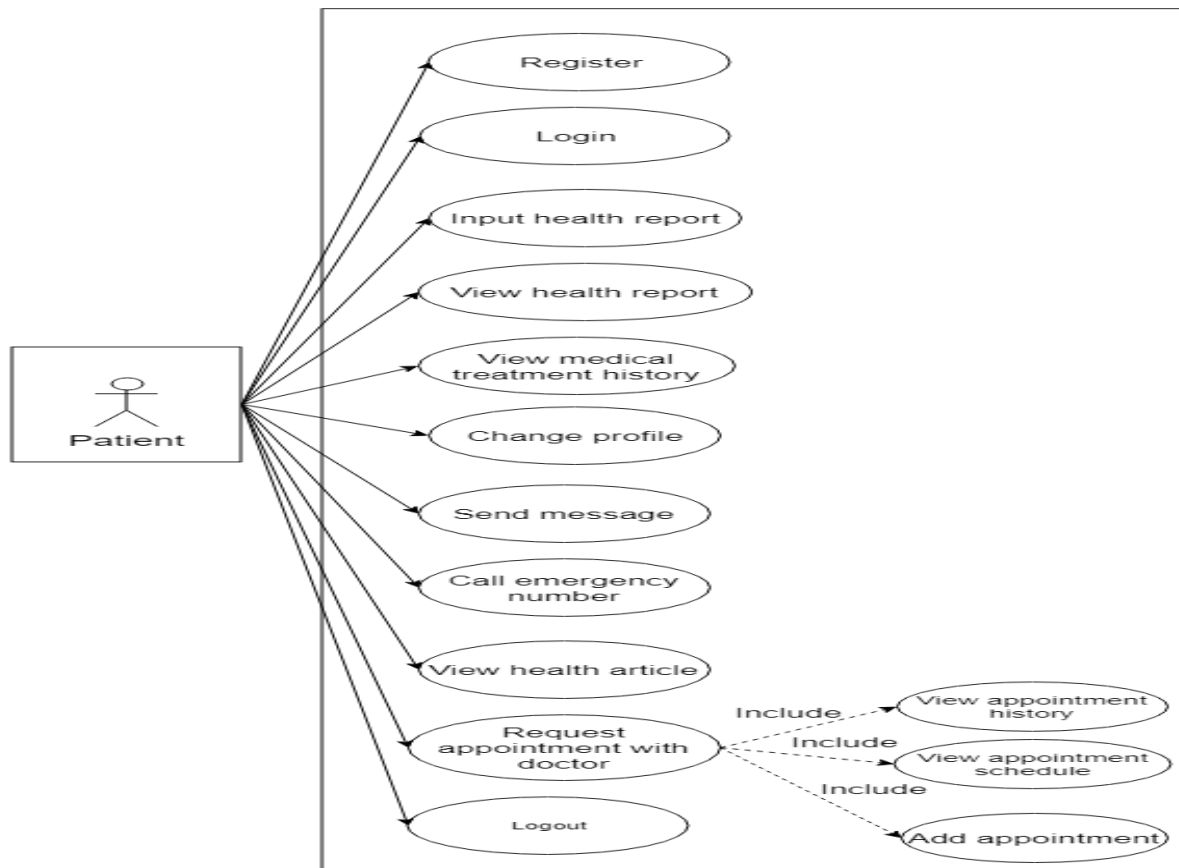 Register
Login
Input health report
View health report
View medical
treatment history
Patient
Change profile
Send message
Call emergency
number
View health article
Request
appointment with
doctor
Include
View appointment
history
Include
View appointment
schedule
Include
Add appointment
Logout